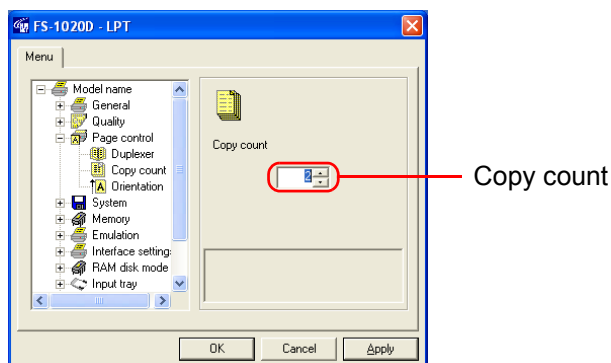 FS-1020D - LPT
Menu
Model name
General
Quality
Page control
Duplexer
Copy count
Orientation
System
Memory
Emulation
Interface setting
RAM disk mode
Input tray
Copy count
2
Copy count
OK Cancel Apply